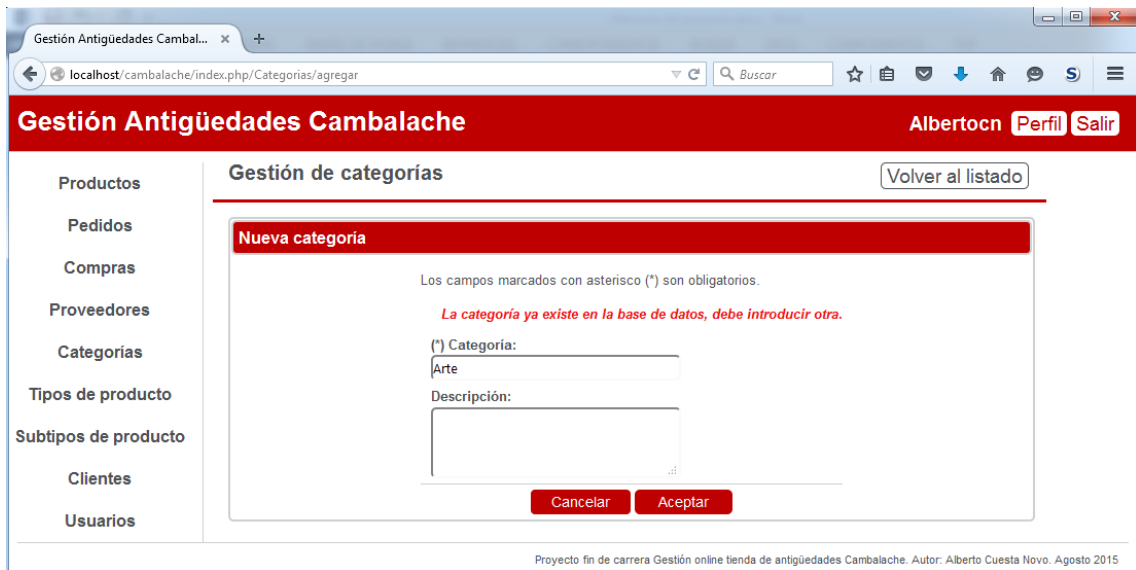 Gestión Antigüedades Cambal...
localhost/cambalache/index.php/Categorias/agregar
Buscar
Gestión Antigüedades Cambalache
Albertocn Perfil Salir
Productos
Pedidos
Compras
Proveedores
Categorías
Tipos de producto
Subtipos de producto
Clientes
Usuarios
Gestión de categorías
Volver al listado
Nueva categoría
Los campos marcados con asterisco (*) son obligatorios.
La categoría ya existe en la base de datos, debe introducir otra.
(*) Categoría:
Arte
Descripción:
Cancelar Aceptar
Proyecto fin de carrera Gestión online tienda de antigüedades Cambalache. Autor: Alberto Cuesta Novo. Agosto 2015